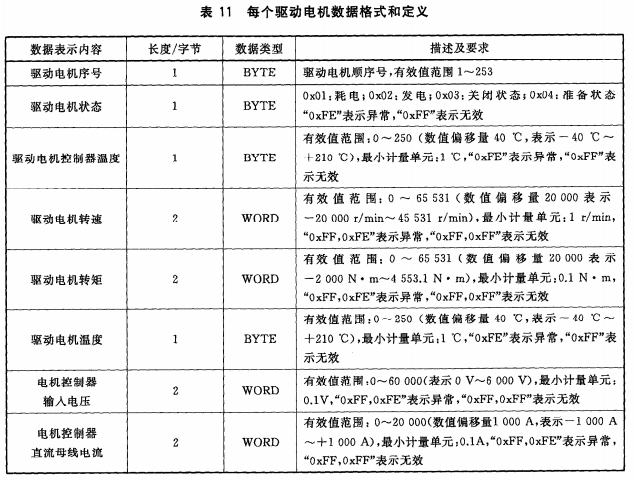 表 11 每个驱动电机数据格式和定义
数据表示内容 长度/字节 数据类型 描述及要求
驱动电机序号 1 BYTE 驱动电机顺序号,有效值范围 1～253
驱动电机状态 1 BYTE 0x01:耗电;0x02:发电;0x03:关闭状态;0x04:准备状态
“0xFE”表示异常,“0xFF”表示无效
驱动电机控制器温度 1 BYTE 有效值范围:0～250 (数值偏移量 40 ℃,表示－40 ℃～
＋210 ℃),最小计量单元:1 ℃,“0xFE”表示异常,“0xFF”表
示无效
驱动电机转速 2 WORD 有效值范围:0 ～ 65 531 (数值偏移量 20 000 表示
－20 000 r/min～45 531 r/min),最小计量单元:1 r/min,
“0xFF,0xFE”表示异常,“0xFF,0xFF”表示无效
驱动电机转矩 2 WORD 有效值范围:0 ～ 65 531 (数值偏移量 20 000 表示
－2 000 N·m～4 553.1 N·m),最小计量单元:0.1 N·m,
“0xFF,0xFE”表示异常,“0xFF,0xFF”表示无效
驱动电机温度 1 BYTE 有效值范围:0～250 (数值偏移量 40 ℃,表示－40 ℃～
＋210 ℃),最小计量单元:1 ℃,“0xFE”表示异常,“0xFF”表
示无效
电机控制器
输入电压 2 WORD 有效值范围:0～60 000(表示 0 V～6 000 V),最小计量单元:
0.1V,“0xFF,0xFE”表示异常,“0xFF,0xFF”表示无效
电机控制器
直流母线电流 2 WORD 有效值范围: 0～20 000(数值偏移量1 000 A,表示－1 000 A
～＋1 000 A),最小计量单元:0.1A,“0xFF,0xFE”表示异常,
“0xFF,0xFF”表示无效